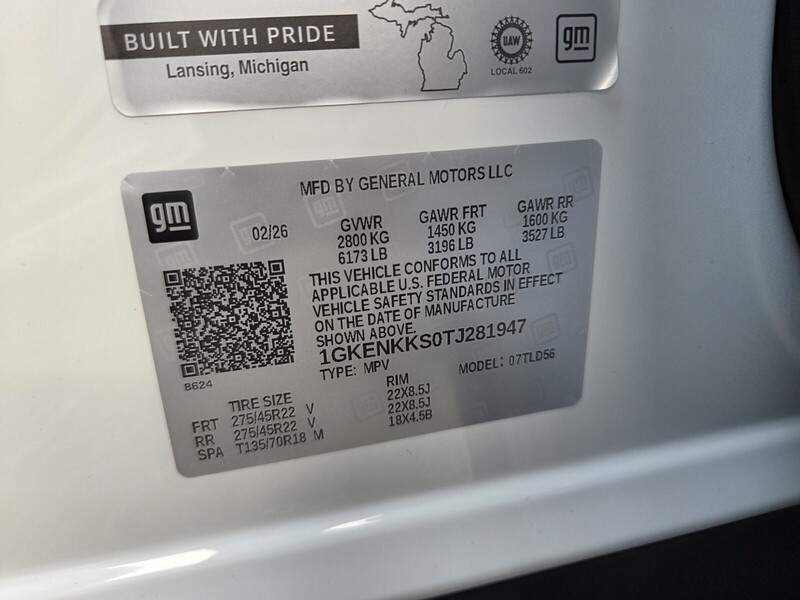 BUILT WITH PRIDE
Lansing, Michigan
UAW
LOCAL 602
gm
gm
MFD BY GENERAL MOTORS LLC
02/26
GVWR GAWR FRT GAWR RR
2800 KG 1450 KG 1600 KG
6173 LB 3196 LB 3527 LB
THIS VEHICLE CONFORMS TO ALL
APPLICABLE U.S. FEDERAL MOTOR
VEHICLE SAFETY STANDARDS IN EFFECT
ON THE DATE OF MANUFACTURE
SHOWN ABOVE.
1GKENKKS0TJ281947
TYPE: MPV MODEL: 07TLD56
8624
TIRE SIZE RIM
FRT 275/45R22 V 22X8.5J
RR 275/45R22 V 22X8.5J
SPA T135/70R18 M 18X4.5B